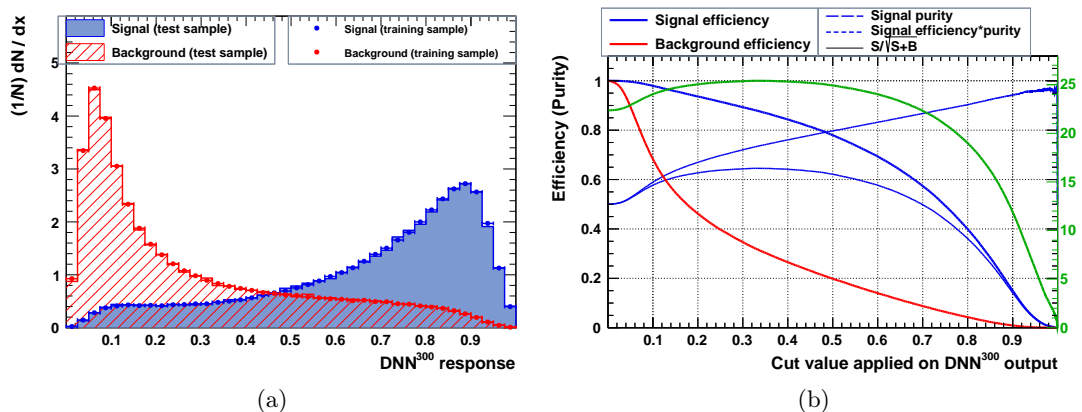 Signal (test sample)
Background (test sample)
Signal (training sample)
Background (training sample)
(1/N) dN / dx
5
4
3
2
1
0
0.1 0.2 0.3 0.4 0.5 0.6 0.7 0.8 0.9
DNN^300 response
(a)
Signal efficiency
Background efficiency
Signal purity
Signal efficiency*purity
S/√S+B
Efficiency (Purity)
1
0.8
0.6
0.4
0.2
0
25
20
15
10
5
0
0.1 0.2 0.3 0.4 0.5 0.6 0.7 0.8 0.9
Cut value applied on DNN^300 output
(b)